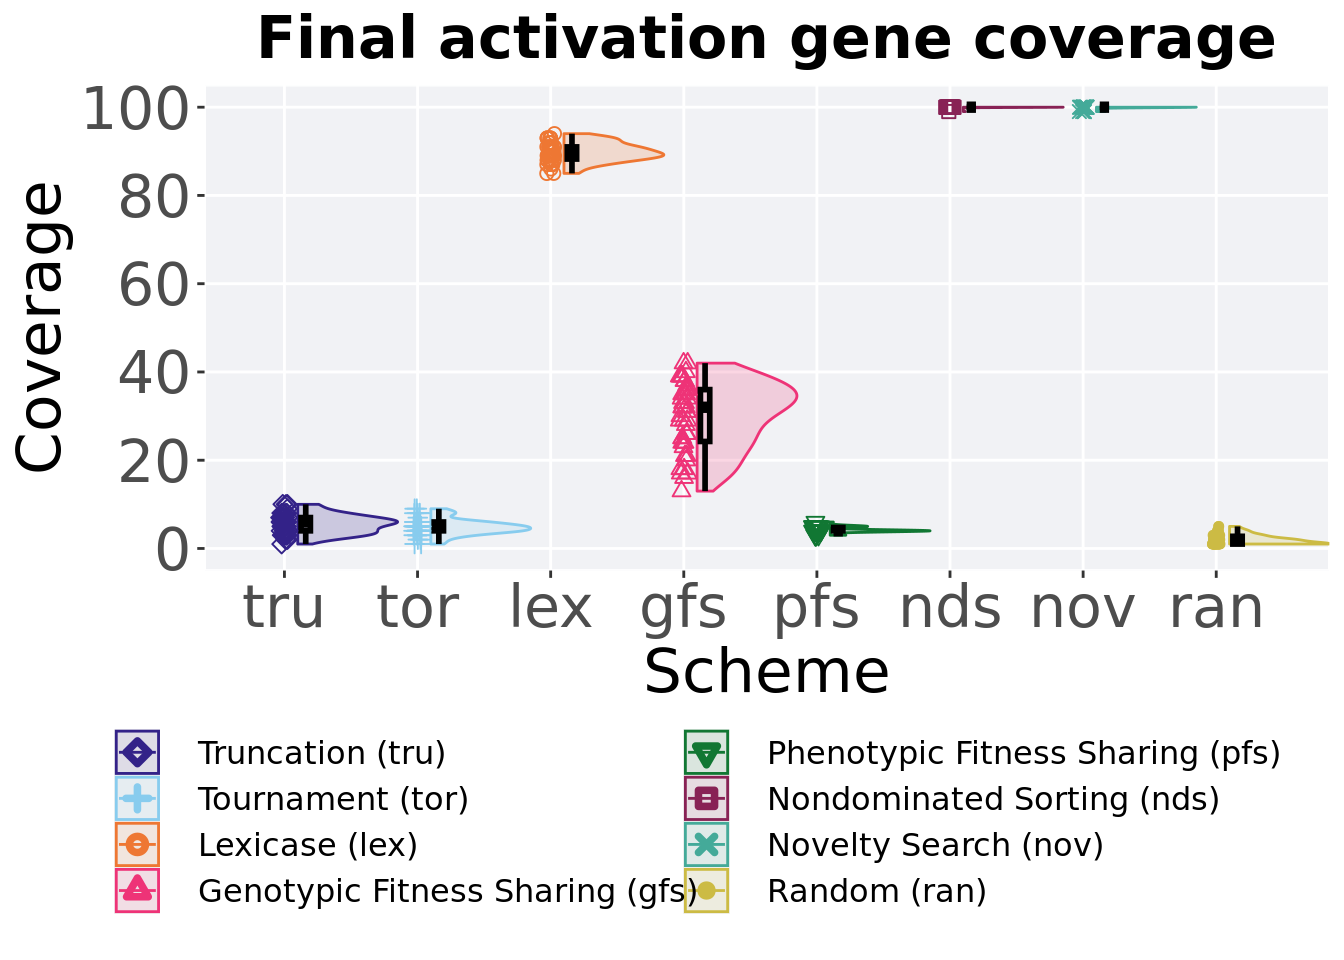 Final activation gene coverage
100
80
60
40
20
0
Coverage
tru tor lex gfs pfs nds nov ran
Scheme
Truncation (tru)
Tournament (tor)
Lexicase (lex)
Genotypic Fitness Sharing (gfs)
Phenotypic Fitness Sharing (pfs)
Nondominated Sorting (nds)
Novelty Search (nov)
Random (ran)